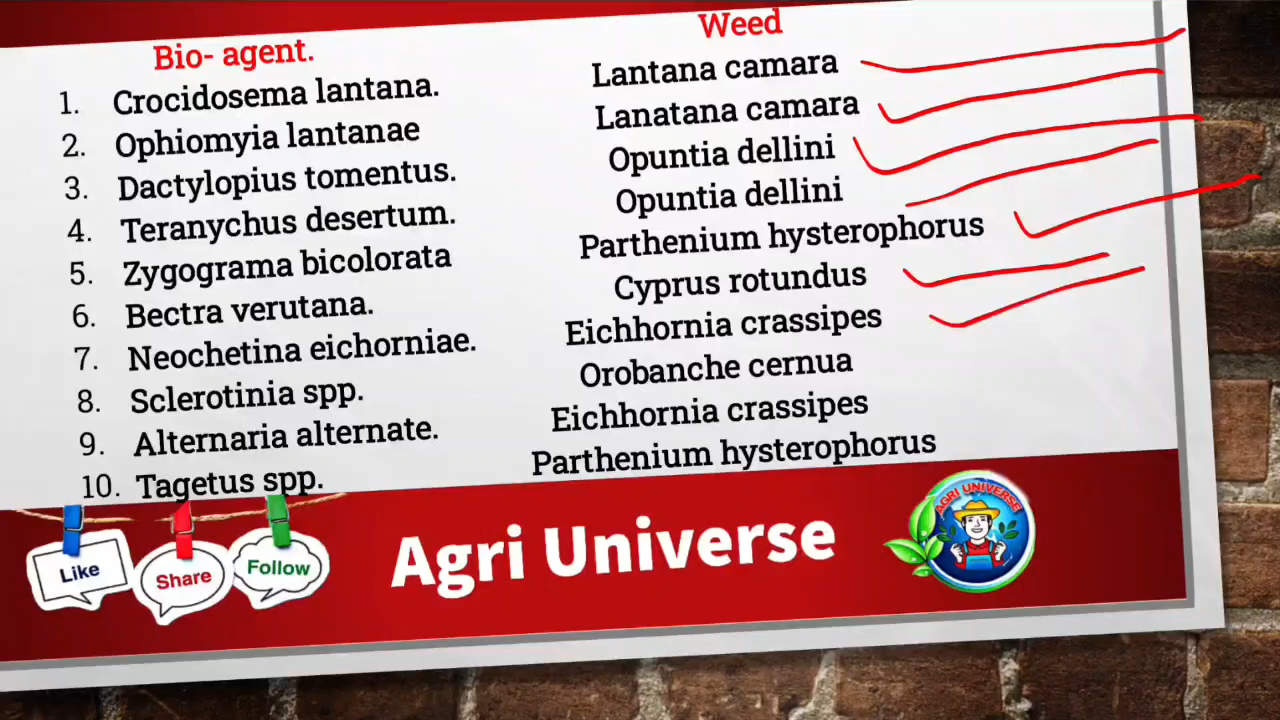 Bio- agent. Weed
1. Crocidosema lantana. Lantana camara
2. Ophiomyia lantanae Lanatana camara
3. Dactylopius tomentus. Opuntia dellini
4. Teranychus desertum. Opuntia dellini
5. Zygograma bicolorata Parthenium hysterophorus
6. Bectra verutana. Cyprus rotundus
7. Neochetina eichorniae. Eichhornia crassipes
8. Sclerotinia spp. Orobanche cernua
9. Alternaria alternate. Eichhornia crassipes
10. Tagetus spp. Parthenium hysterophorus
Like Share Follow
Agri Universe
AGRI UNIVERSE